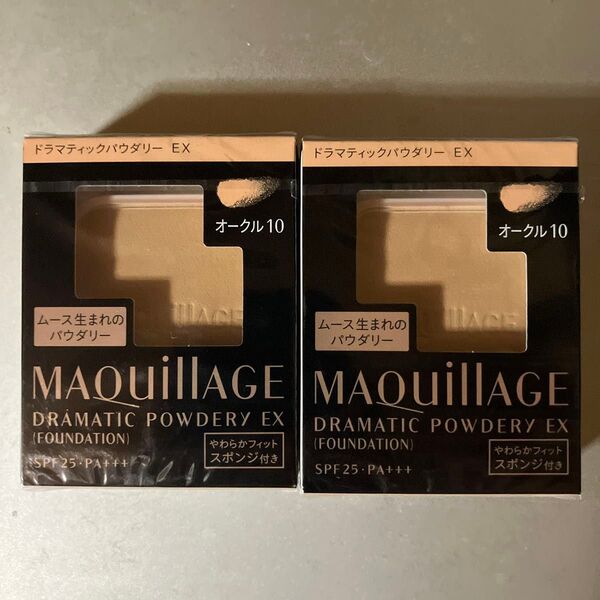 ドラマティックパウダリー EX
オークル10
ムース生まれの
パウダリー
MAQuillAGE
DRAMATIC POWDERY EX
(FOUNDATION)
SPF25・PA+++
やわらかフィット
スポンジ付き
ドラマティックパウダリー EX
オークル10
ムース生まれの
パウダリー
MAQuillAGE
DRAMATIC POWDERY EX
(FOUNDATION)
SPF25・PA+++
やわらかフィット
スポンジ付き